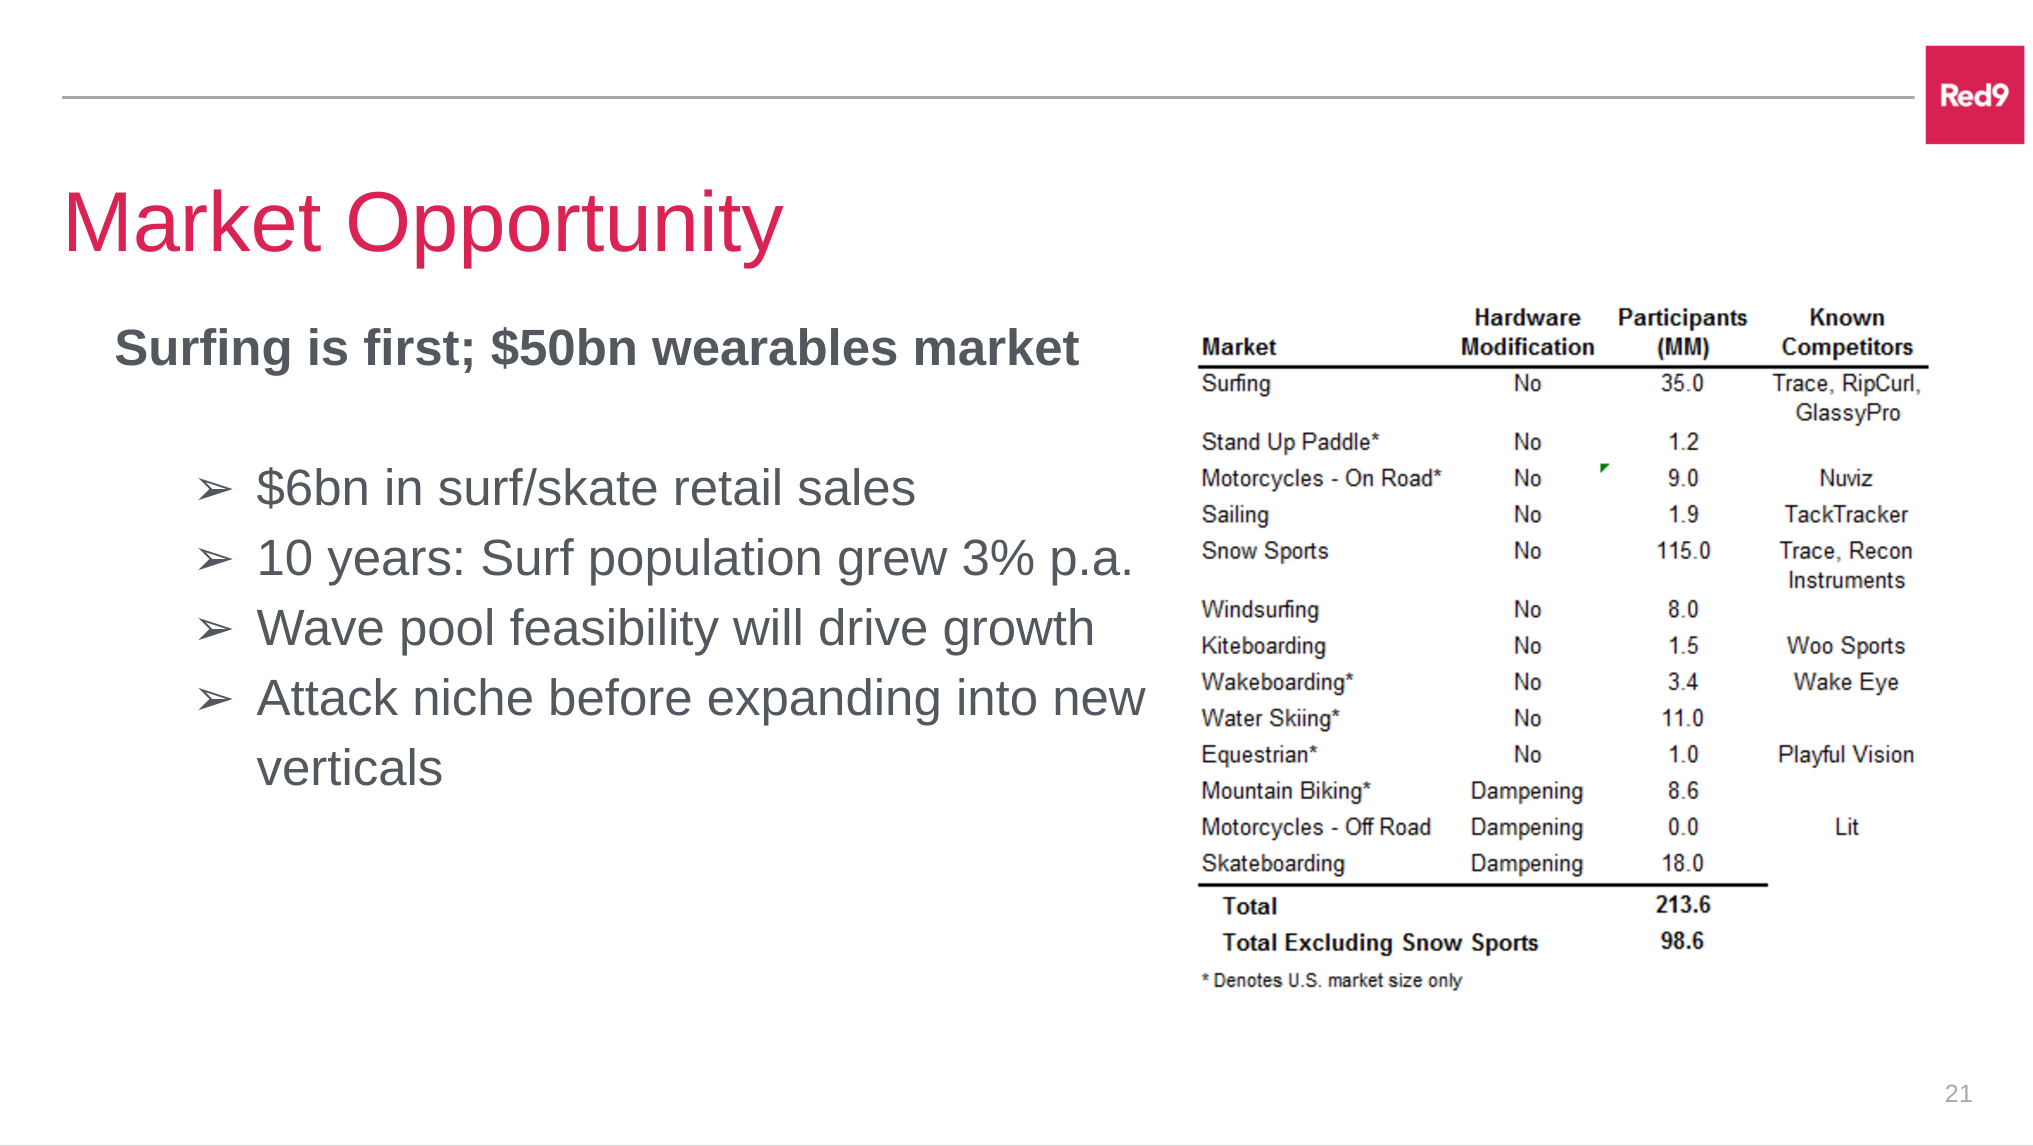 Red9
Market Opportunity
Surfing is first; $50bn wearables market
➢ $6bn in surf/skate retail sales
➢ 10 years: Surf population grew 3% p.a.
➢ Wave pool feasibility will drive growth
➢ Attack niche before expanding into new
verticals
Hardware Participants Known
Market Modification (MM) Competitors
Surfing No 35.0 Trace, RipCurl,
GlassyPro
Stand Up Paddle* No 1.2
Motorcycles - On Road* No 9.0 Nuviz
Sailing No 1.9 TackTracker
Snow Sports No 115.0 Trace, Recon
Instruments
Windsurfing No 8.0
Kiteboarding No 1.5 Woo Sports
Wakeboarding* No 3.4 Wake Eye
Water Skiing* No 11.0
Equestrian* No 1.0 Playful Vision
Mountain Biking* Dampening 8.6
Motorcycles - Off Road Dampening 0.0 Lit
Skateboarding Dampening 18.0
Total 213.6
Total Excluding Snow Sports 98.6
* Denotes U.S. market size only
21